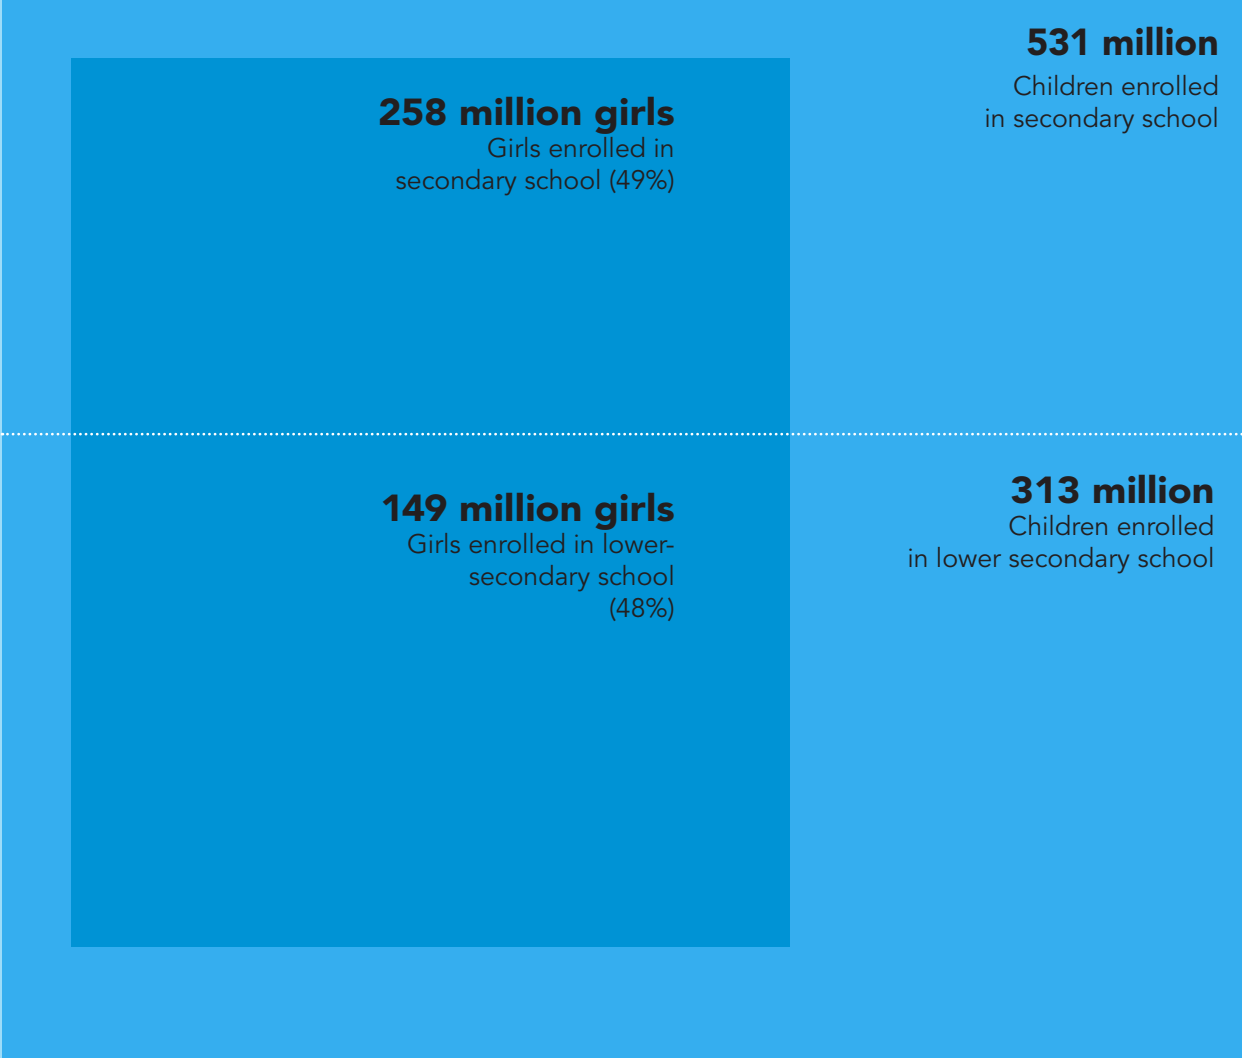 531 million
Children enrolled
in secondary school
258 million girls
Girls enrolled in
secondary school (49%)
149 million girls
Girls enrolled in lower-
secondary school
(48%)
313 million
Children enrolled
in lower secondary school